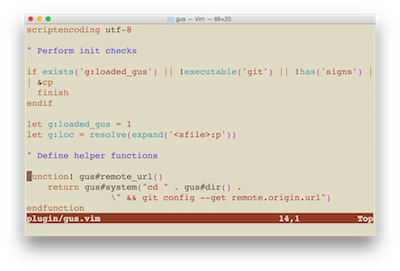 gus — Vim — 66×20
scriptencoding utf-8
" Perform init checks
if exists('g:loaded_gus') || !executable('git') || !has('signs') |
| &cp
  finish
endif
let g:loaded_gus = 1
let g:loc = resolve(expand('<sfile>:p'))
" Define helper functions
function! gus#remote_url()
    return gus#system("cd " . gus#dir() .
                \" && git config --get remote.origin.url")
endfunction
plugin/gus.vim 14,1 Top